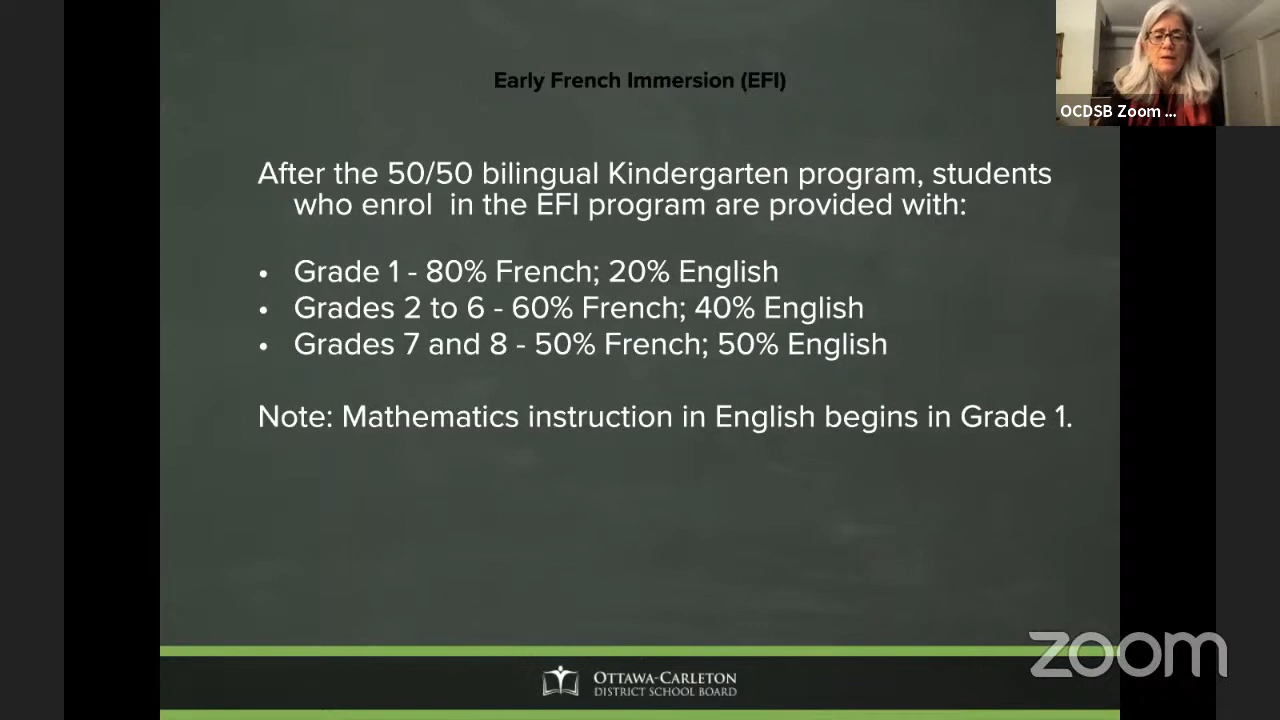 Early French Immersion (EFI)
OCDSB Zoom ...
After the 50/50 bilingual Kindergarten program, students
who enrol in the EFI program are provided with:
• Grade 1 - 80% French; 20% English
• Grades 2 to 6 - 60% French; 40% English
• Grades 7 and 8 - 50% French; 50% English
Note: Mathematics instruction in English begins in Grade 1.
zoom
OTTAWA-CARLETON
DISTRICT SCHOOL BOARD